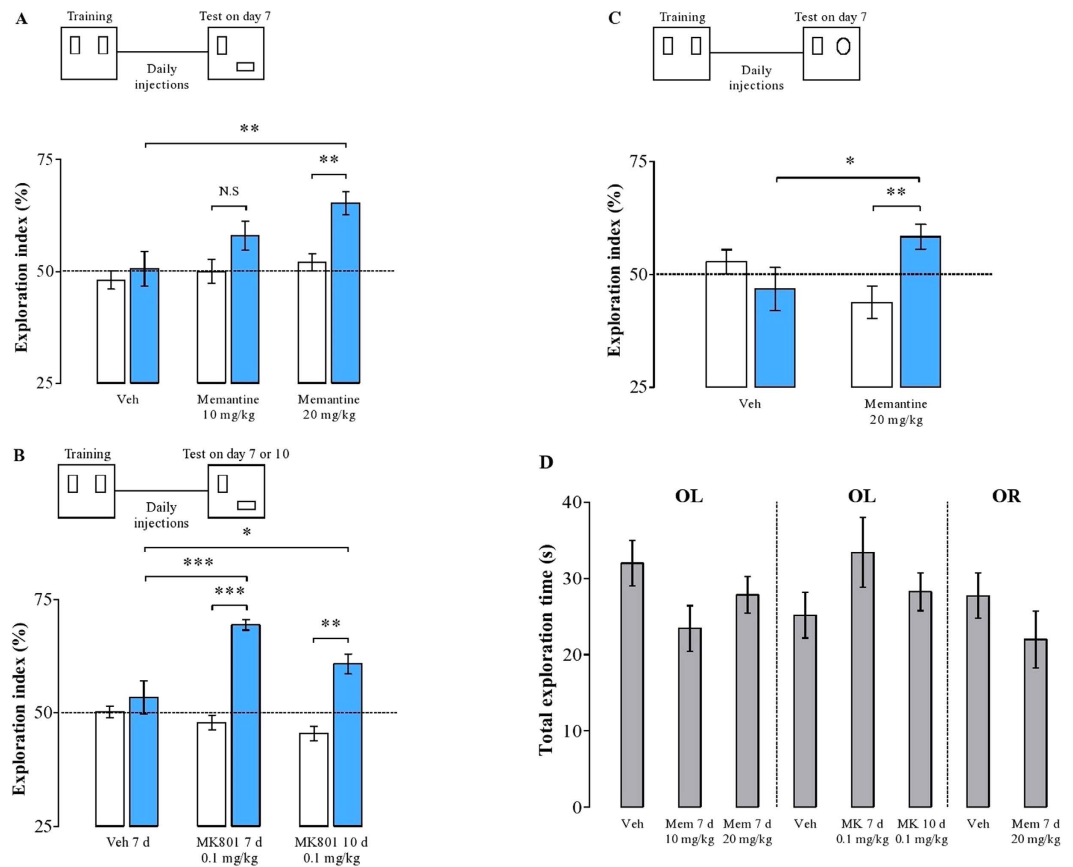 A
Training
Test on day 7
Daily
injections
**
**
N.S
Exploration index (%)
75
50
25
Veh
Memantine
10 mg/kg
Memantine
20 mg/kg
B
Training
Test on day 7 or 10
Daily
injections
*
***
***
**
Exploration index (%)
75
50
25
Veh 7 d
MK801 7 d
0.1 mg/kg
MK801 10 d
0.1 mg/kg
C
Training
Test on day 7
Daily
injections
*
**
Exploration index (%)
75
50
25
Veh
Memantine
20 mg/kg
D
OL
OL
OR
Total exploration time (s)
40
30
20
10
0
Veh
Mem 7 d
10 mg/kg
Mem 7 d
20 mg/kg
Veh
MK 7 d
0.1 mg/kg
MK 10 d
0.1 mg/kg
Veh
Mem 7 d
20 mg/kg